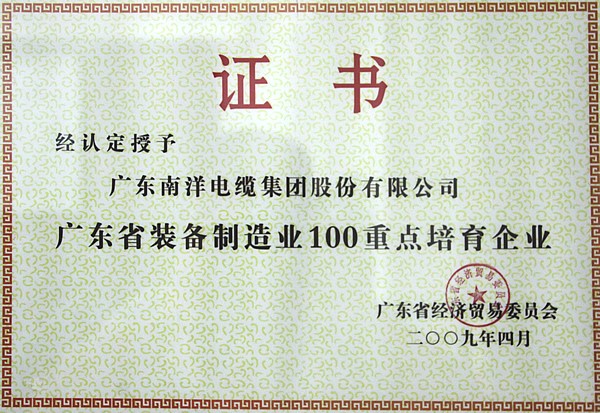 证书
经认定授予
广东南洋电缆集团股份有限公司
广东省装备制造业100重点培育企业
广东省经济贸易委员会
二〇〇九年四月